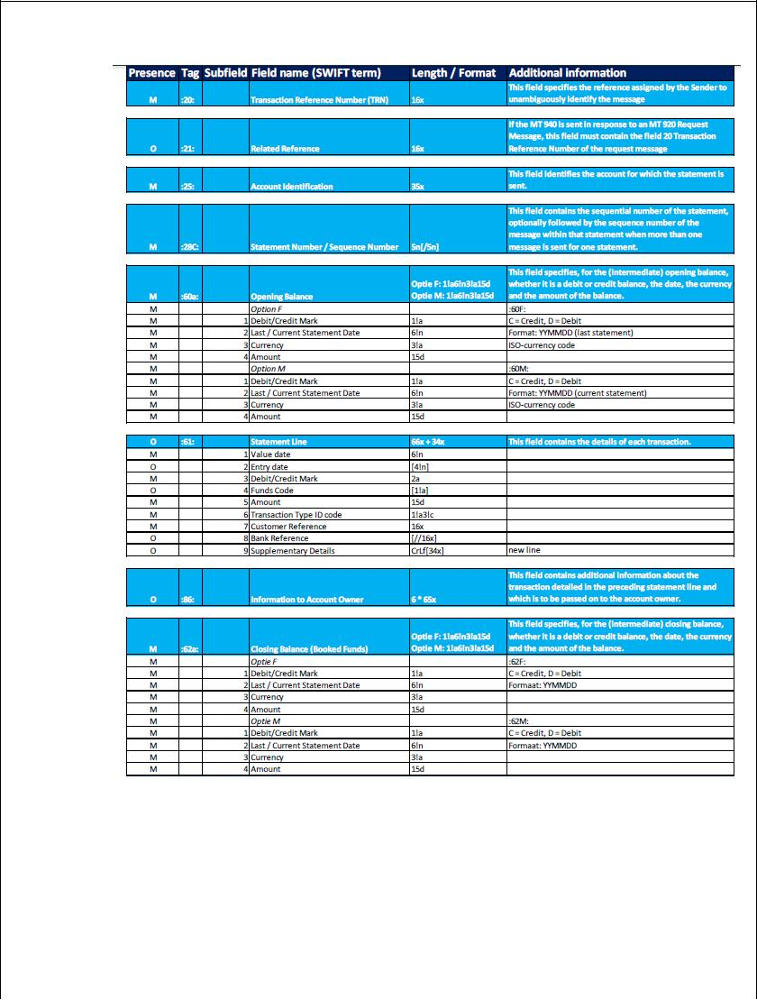 Presence Tag Subfield Field name (SWIFT term) Length / Format Additional information
This field specifies the reference assigned by the Sender to
M :20: Transaction Reference Number (TRN) 16x unambiguously identify the message
If the MT 940 is sent in response to an MT 920 Request
Message, this field must contain the field 20 Transaction
O :21: Related Reference 16x Reference Number of the request message
This field identifies the account for which the statement is
M :25: Account Identification 35x sent.
This field contains the sequential number of the statement,
optionally followed by the sequence number of the
message within that statement when more than one
M :28C: Statement Number / Sequence Number 5n[/5n] message is sent for one statement.
This field specifies, for the (intermediate) opening balance,
Optie F: 1!a6!n3!a15d whether it is a debit or credit balance, the date, the currency
M :60a: Opening Balance Optie M: 1!a6!n3!a15d and the amount of the balance.
M Option F :60F:
M 1 Debit/Credit Mark 1!a C = Credit, D = Debit
M 2 Last / Current Statement Date 6!n Format: YYMMDD (last statement)
M 3 Currency 3!a ISO-currency code
M 4 Amount 15d
M Option M :60M:
M 1 Debit/Credit Mark 1!a C = Credit, D = Debit
M 2 Last / Current Statement Date 6!n Format: YYMMDD (current statement)
M 3 Currency 3!a ISO-currency code
M 4 Amount 15d
O :61: Statement Line 66x + 34x This field contains the details of each transaction.
M 1 Value date 6!n
O 2 Entry date [4!n]
M 3 Debit/Credit Mark 2a
O 4 Funds Code [1!a]
M 5 Amount 15d
M 6 Transaction Type ID code 1!a3!c
M 7 Customer Reference 16x
O 8 Bank Reference [//16x]
O 9 Supplementary Details CrLf[34x] new line
This field contains additional information about the
transaction detailed in the preceding statement line and
O :86: Information to Account Owner 6 * 65x which is to be passed on to the account owner.
This field specifies, for the (intermediate) closing balance,
Optie F: 1!a6!n3!a15d whether it is a debit or credit balance, the date, the currency
M :62a: Closing Balance (Booked Funds) Optie M: 1!a6!n3!a15d and the amount of the balance.
M Optie F :62F:
M 1 Debit/Credit Mark 1!a C = Credit, D = Debit
M 2 Last / Current Statement Date 6!n Formaat: YYMMDD
M 3 Currency 3!a
M 4 Amount 15d
M Optie M :62M:
M 1 Debit/Credit Mark 1!a C = Credit, D = Debit
M 2 Last / Current Statement Date 6!n Formaat: YYMMDD
M 3 Currency 3!a
M 4 Amount 15d